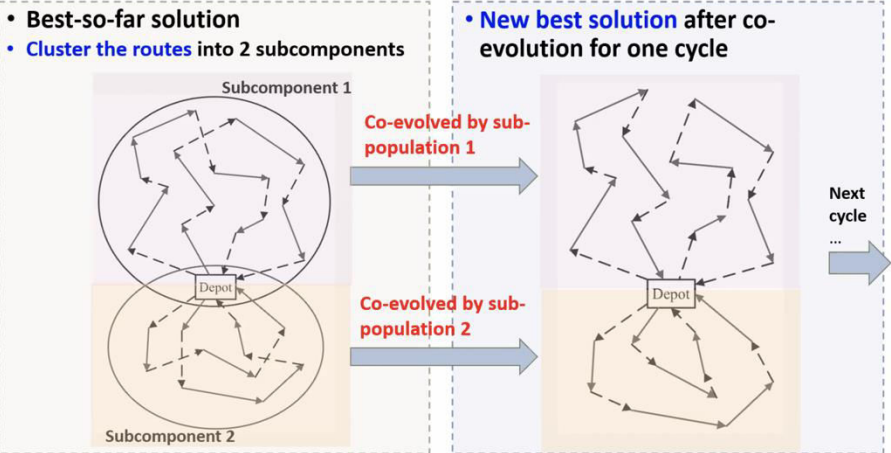 • Best-so-far solution
• Cluster the routes into 2 subcomponents
Subcomponent 1
Depot
Subcomponent 2
Co-evolved by sub-
population 1
Co-evolved by sub-
population 2
• New best solution after co-
evolution for one cycle
Depot
Next
cycle
...